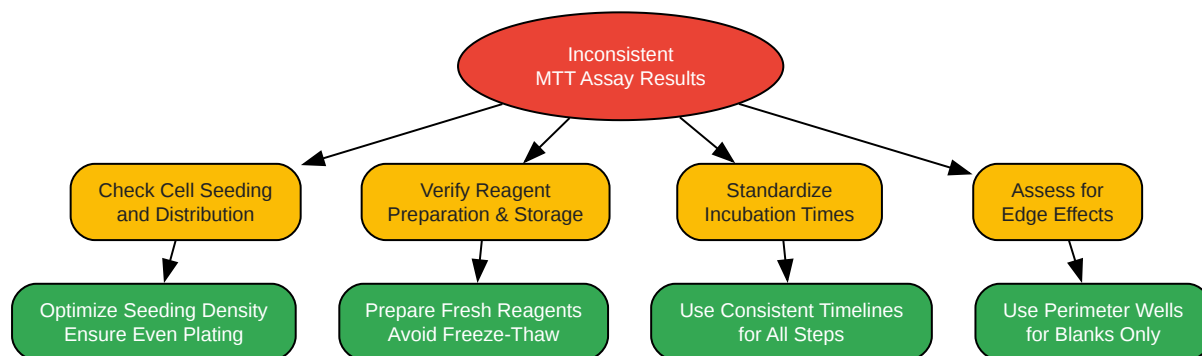 Inconsistent
MTT Assay Results
Check Cell Seeding
and Distribution
Verify Reagent
Preparation & Storage
Standardize
Incubation Times
Assess for
Edge Effects
Optimize Seeding Density
Ensure Even Plating
Prepare Fresh Reagents
Avoid Freeze-Thaw
Use Consistent Timelines
for All Steps
Use Perimeter Wells
for Blanks Only